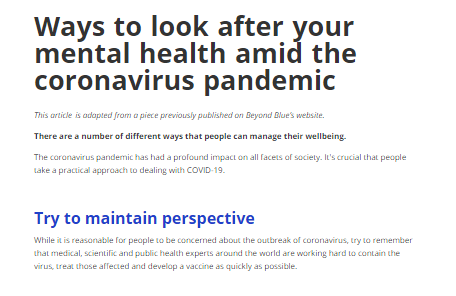 Ways to look after your
mental health amid the
coronavirus pandemic
This article is adapted from a piece previously published on Beyond Blue's website.
There are a number of different ways that people can manage their wellbeing.
The coronavirus pandemic has had a profound impact on all facets of society. It's crucial that people
take a practical approach to dealing with COVID-19.
Try to maintain perspective
While it is reasonable for people to be concerned about the outbreak of coronavirus, try to remember
that medical, scientific and public health experts around the world are working hard to contain the
virus, treat those affected and develop a vaccine as quickly as possible.